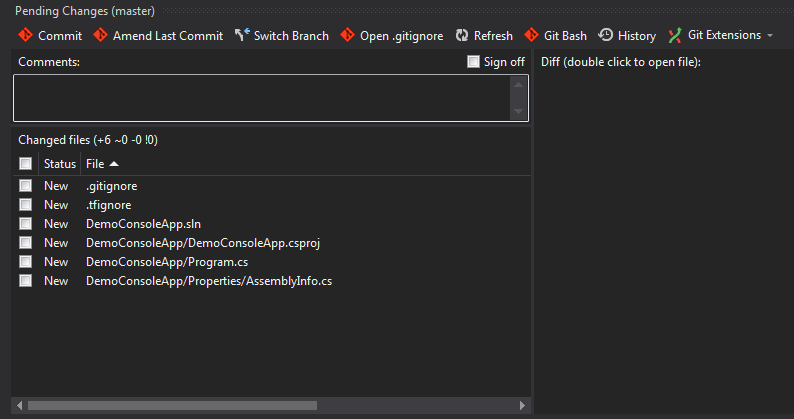 Pending Changes (master)
Commit Amend Last Commit Switch Branch Open .gitignore Refresh Git Bash History Git Extensions
Comments: Sign off Diff (double click to open file):
Changed files (+6 ~0 -0 !0)
Status File
New .gitignore
New .tfignore
New DemoConsoleApp.sln
New DemoConsoleApp/DemoConsoleApp.csproj
New DemoConsoleApp/Program.cs
New DemoConsoleApp/Properties/AssemblyInfo.cs